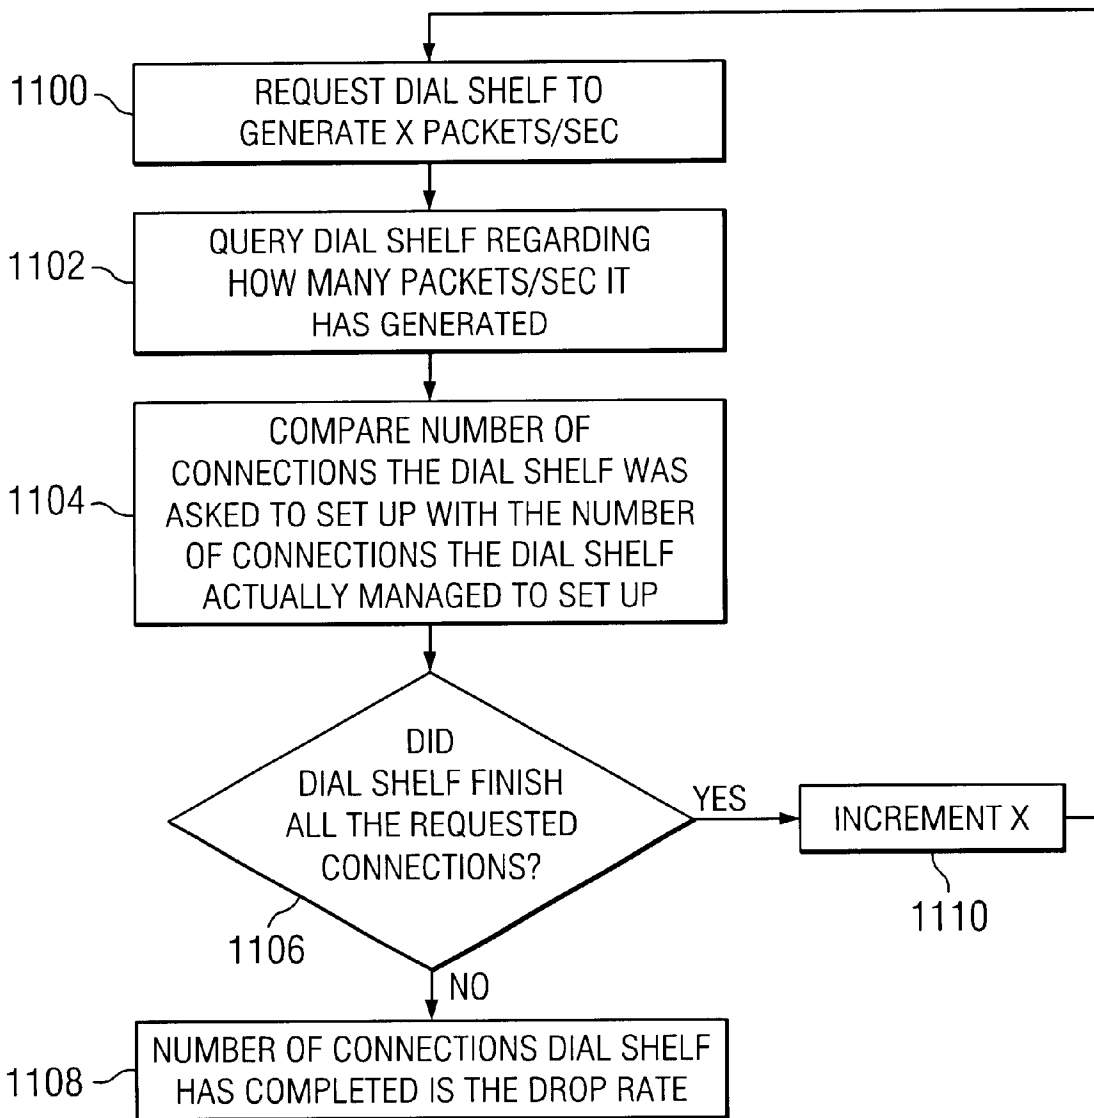 1100
REQUEST DIAL SHELF TO
GENERATE X PACKETS/SEC
1102
QUERY DIAL SHELF REGARDING
HOW MANY PACKETS/SEC IT
HAS GENERATED
1104
COMPARE NUMBER OF
CONNECTIONS THE DIAL SHELF WAS
ASKED TO SET UP WITH THE NUMBER
OF CONNECTIONS THE DIAL SHELF
ACTUALLY MANAGED TO SET UP
DID
DIAL SHELF FINISH
ALL THE REQUESTED
CONNECTIONS?
1106
YES
INCREMENT X
1110
NO
1108
NUMBER OF CONNECTIONS DIAL SHELF
HAS COMPLETED IS THE DROP RATE